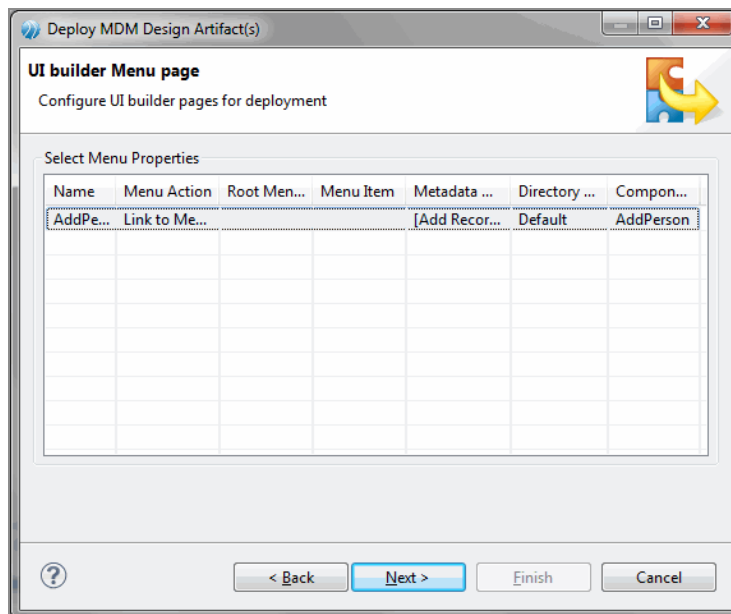 Deploy MDM Design Artifact(s)
UI builder Menu page
Configure UI builder pages for deployment
Select Menu Properties
Name Menu Action Root Men... Menu Item Metadata ... Directory ... Compon...
AddPe... Link to Me... [Add Recor... Default AddPerson
? < Back Next > Finish Cancel